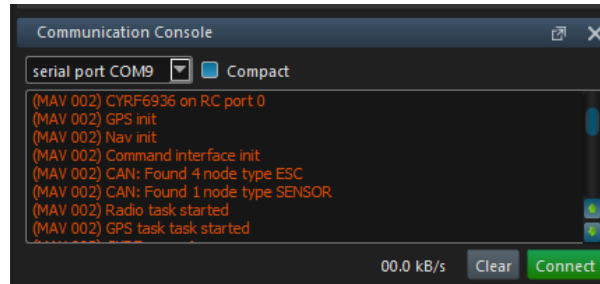 Communication Console
serial port COM9
Compact
(MAV 002) CYRF6936 on RC port 0
(MAV 002) GPS init
(MAV 002) Nav init
(MAV 002) Command interface init
(MAV 002) CAN: Found 4 node type ESC
(MAV 002) CAN: Found 1 node type SENSOR
(MAV 002) Radio task started
(MAV 002) GPS task task started
00.0 kB/s
Clear
Connect